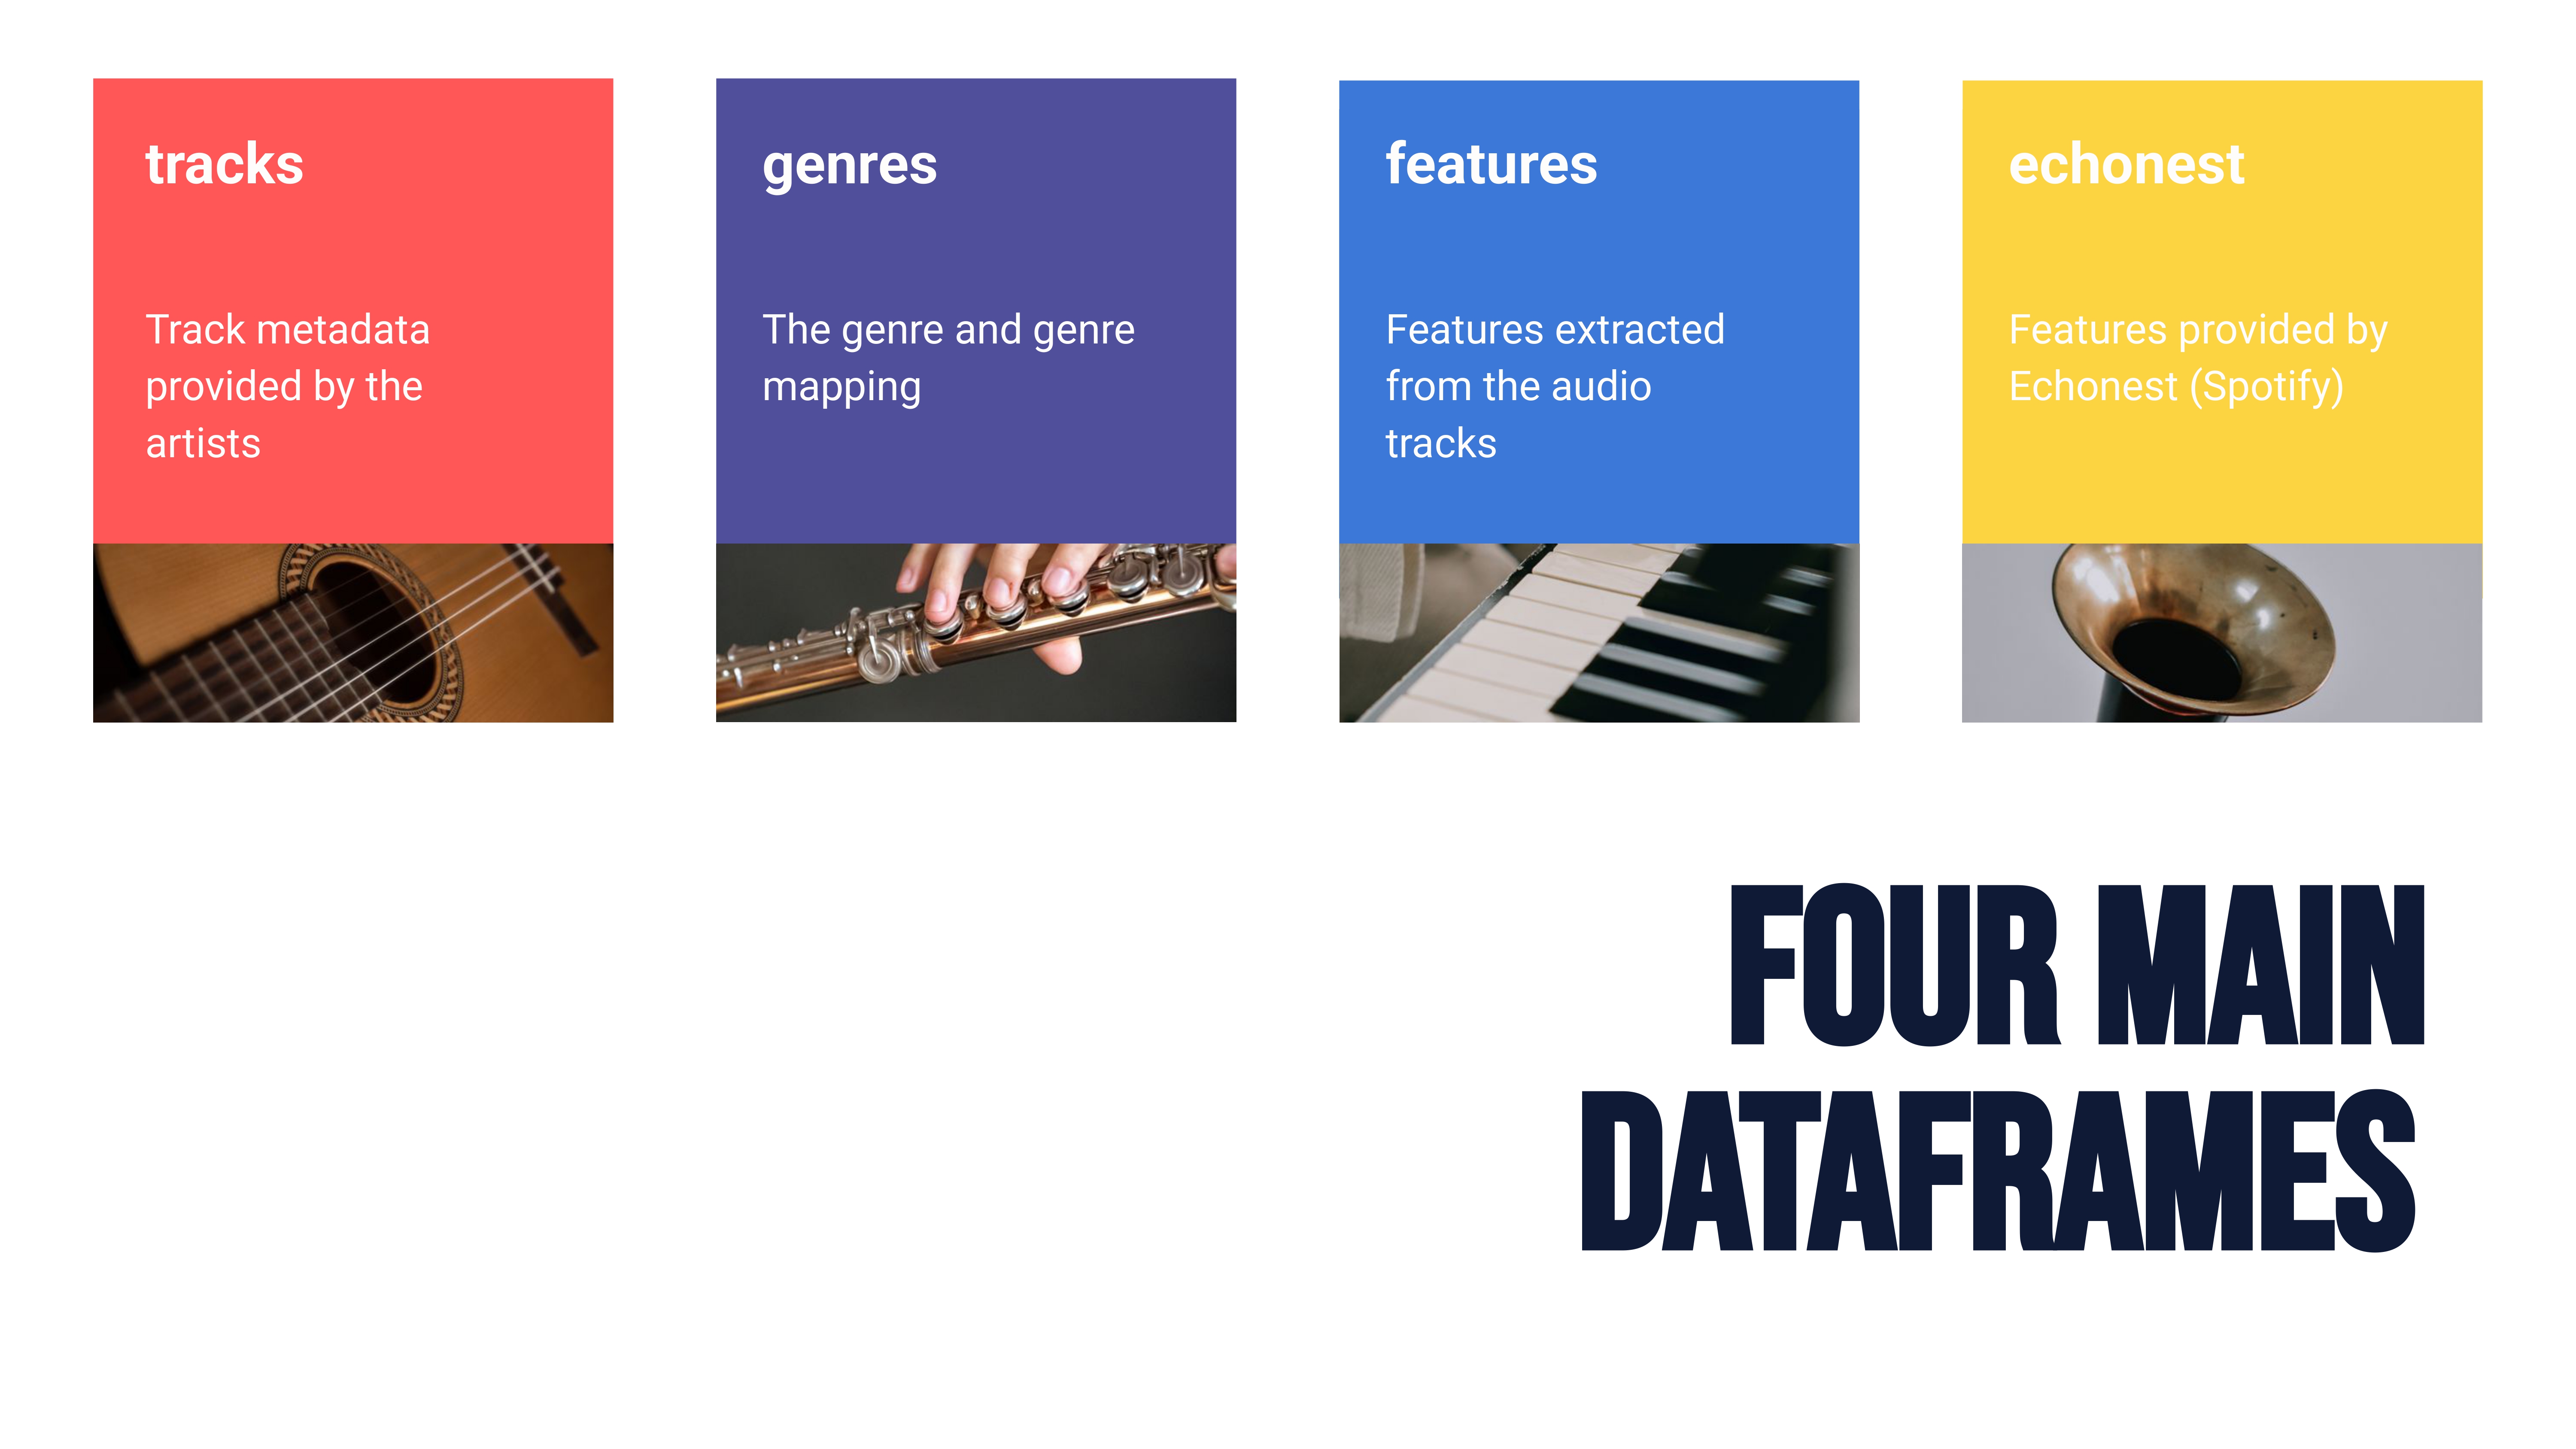 tracks
Track metadata
provided by the
artists
genres
The genre and genre
mapping
features
Features extracted
from the audio
tracks
echonest
Features provided by
Echonest (Spotify)
FOUR MAIN
DATAFRAMES